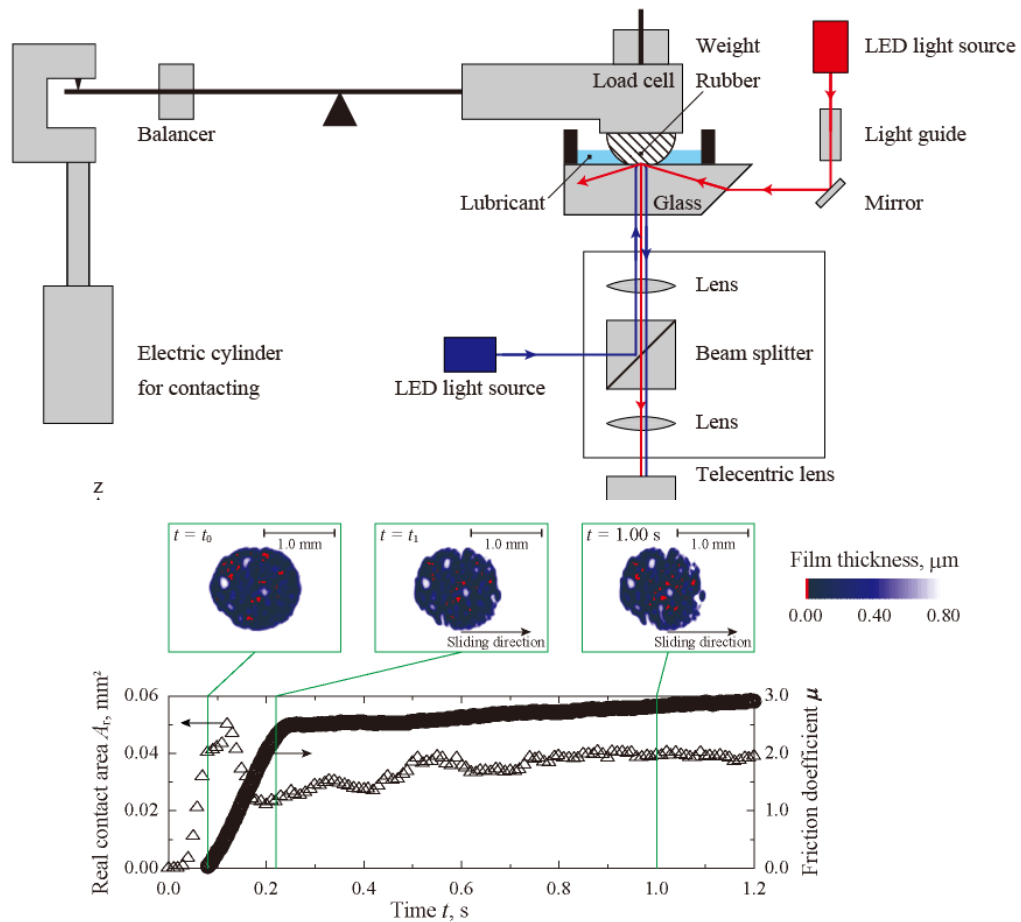 Weight
LED light source
Load cell
Rubber
Balancer
Light guide
Lubricant
Glass
Mirror
Lens
Electric cylinder
for contacting
LED light source
Beam splitter
Lens
Telecentric lens
z
t = t0
1.0 mm
t = t1
1.0 mm
Sliding direction
t = 1.00 s
1.0 mm
Sliding direction
Film thickness, μm
0.00 0.40 0.80
Real contact area Ar, mm²
0.06
0.04
0.02
0.00
3.0
2.0
1.0
0.0
Friction doefficient μ
0.0 0.2 0.4 0.6 0.8 1.0 1.2
Time t, s